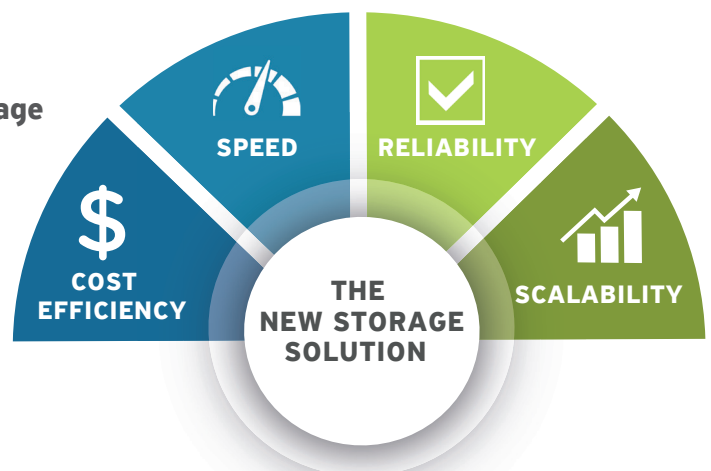 age
SPEED
RELIABILITY
$
COST
EFFICIENCY
SCALABILITY
THE
NEW STORAGE
SOLUTION